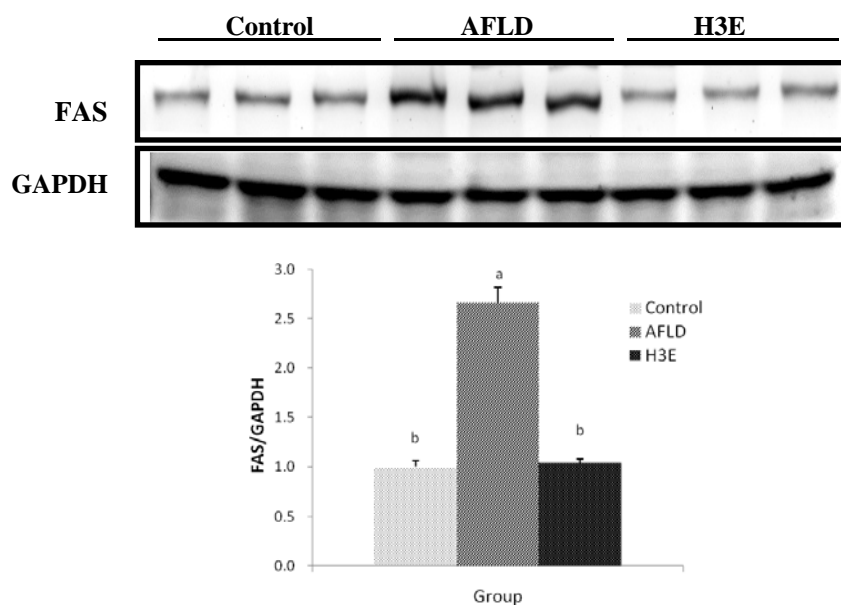 Control AFLD H3E
FAS
GAPDH
3.0
2.5
2.0
1.5
1.0
0.5
0.0
FAS/GAPDH
b
a
b
Control
AFLD
H3E
Group